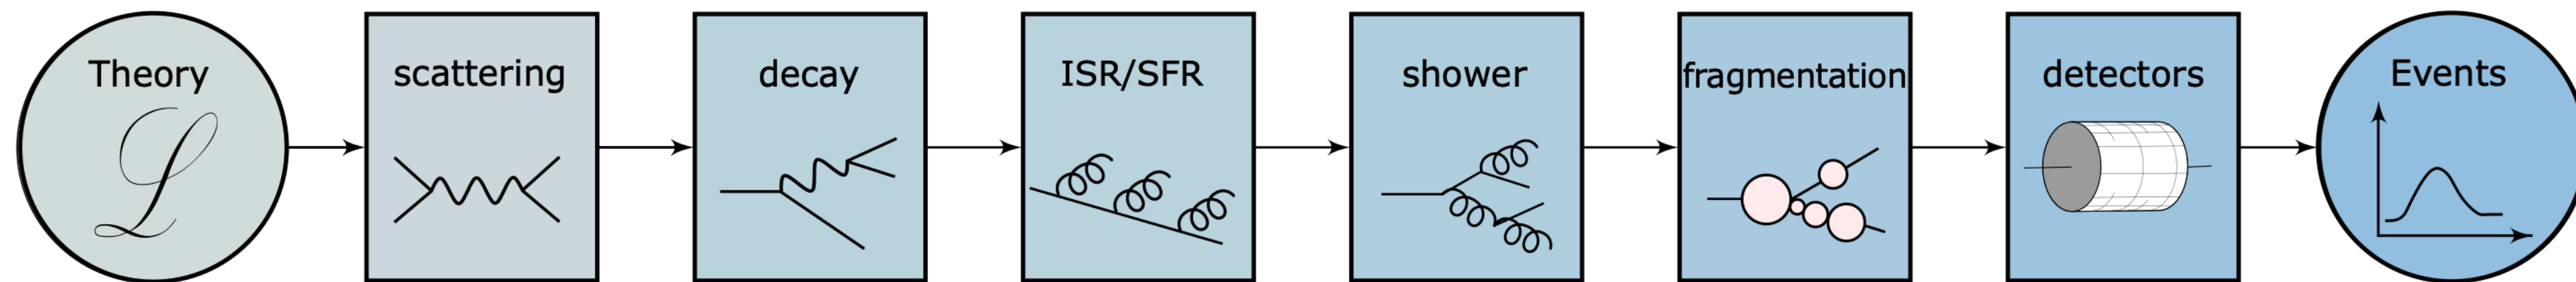 Theory
ℒ
scattering
decay
ISR/SFR
shower
fragmentation
detectors
Events